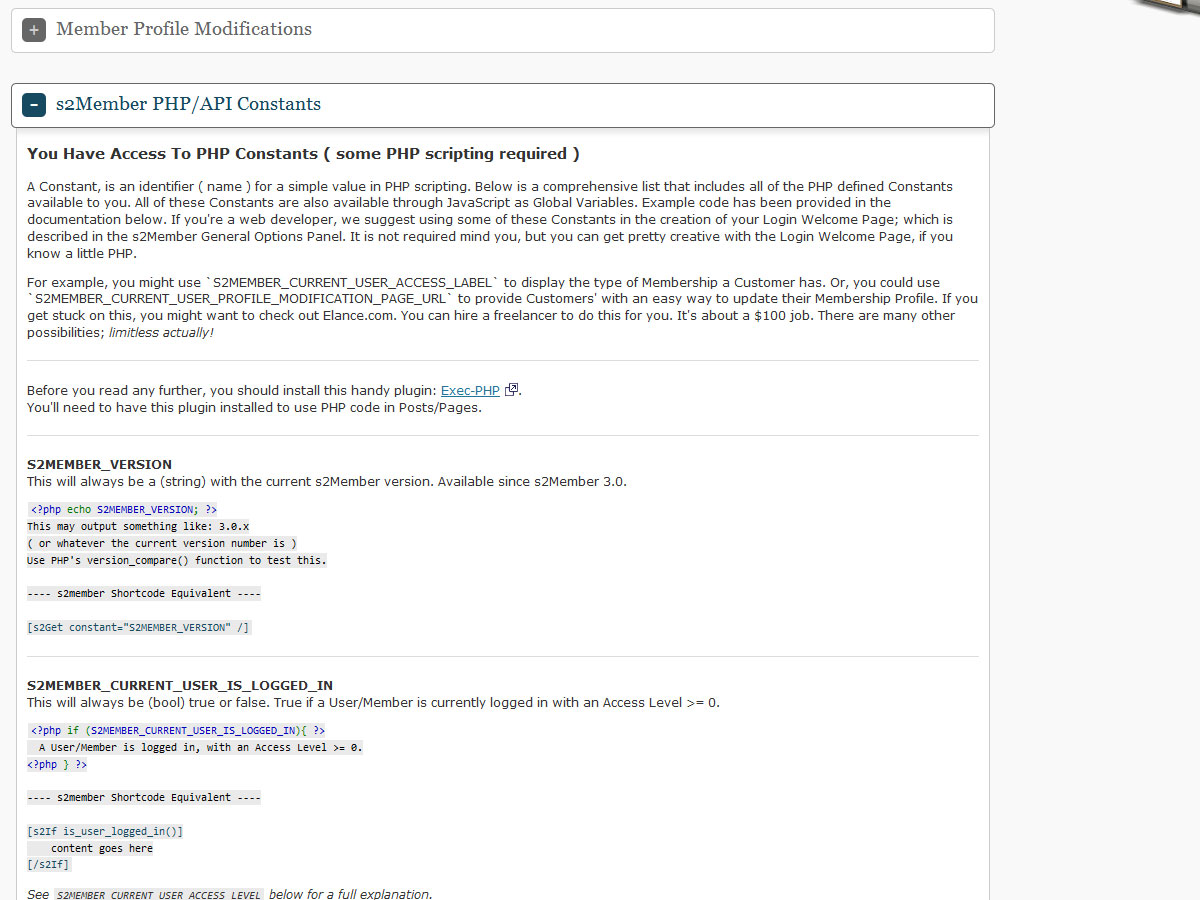 + Member Profile Modifications
- s2Member PHP/API Constants
You Have Access To PHP Constants ( some PHP scripting required )
A Constant, is an identifier ( name ) for a simple value in PHP scripting. Below is a comprehensive list that includes all of the PHP defined Constants
available to you. All of these Constants are also available through JavaScript as Global Variables. Example code has been provided in the
documentation below. If you're a web developer, we suggest using some of these Constants in the creation of your Login Welcome Page; which is
described in the s2Member General Options Panel. It is not required mind you, but you can get pretty creative with the Login Welcome Page, if you
know a little PHP.
For example, you might use `S2MEMBER_CURRENT_USER_ACCESS_LABEL` to display the type of Membership a Customer has. Or, you could use
`S2MEMBER_CURRENT_USER_PROFILE_MODIFICATION_PAGE_URL` to provide Customers' with an easy way to update their Membership Profile. If you
get stuck on this, you might want to check out Elance.com. You can hire a freelancer to do this for you. It's about a $100 job. There are many other
possibilities; limitless actually!
Before you read any further, you should install this handy plugin: Exec-PHP .
You'll need to have this plugin installed to use PHP code in Posts/Pages.
S2MEMBER_VERSION
This will always be a (string) with the current s2Member version. Available since s2Member 3.0.
<?php echo S2MEMBER_VERSION; ?>
This may output something like: 3.0.x
( or whatever the current version number is )
Use PHP's version_compare() function to test this.
---- s2member Shortcode Equivalent ----
[s2Get constant="S2MEMBER_VERSION" /]
S2MEMBER_CURRENT_USER_IS_LOGGED_IN
This will always be (bool) true or false. True if a User/Member is currently logged in with an Access Level >= 0.
<?php if (S2MEMBER_CURRENT_USER_IS_LOGGED_IN){ ?>
A User/Member is logged in, with an Access Level >= 0.
<?php } ?>
---- s2member Shortcode Equivalent ----
[s2If is_user_logged_in()]
content goes here
[/s2If]
See S2MEMBER_CURRENT_USER_ACCESS_LEVEL below for a full explanation.